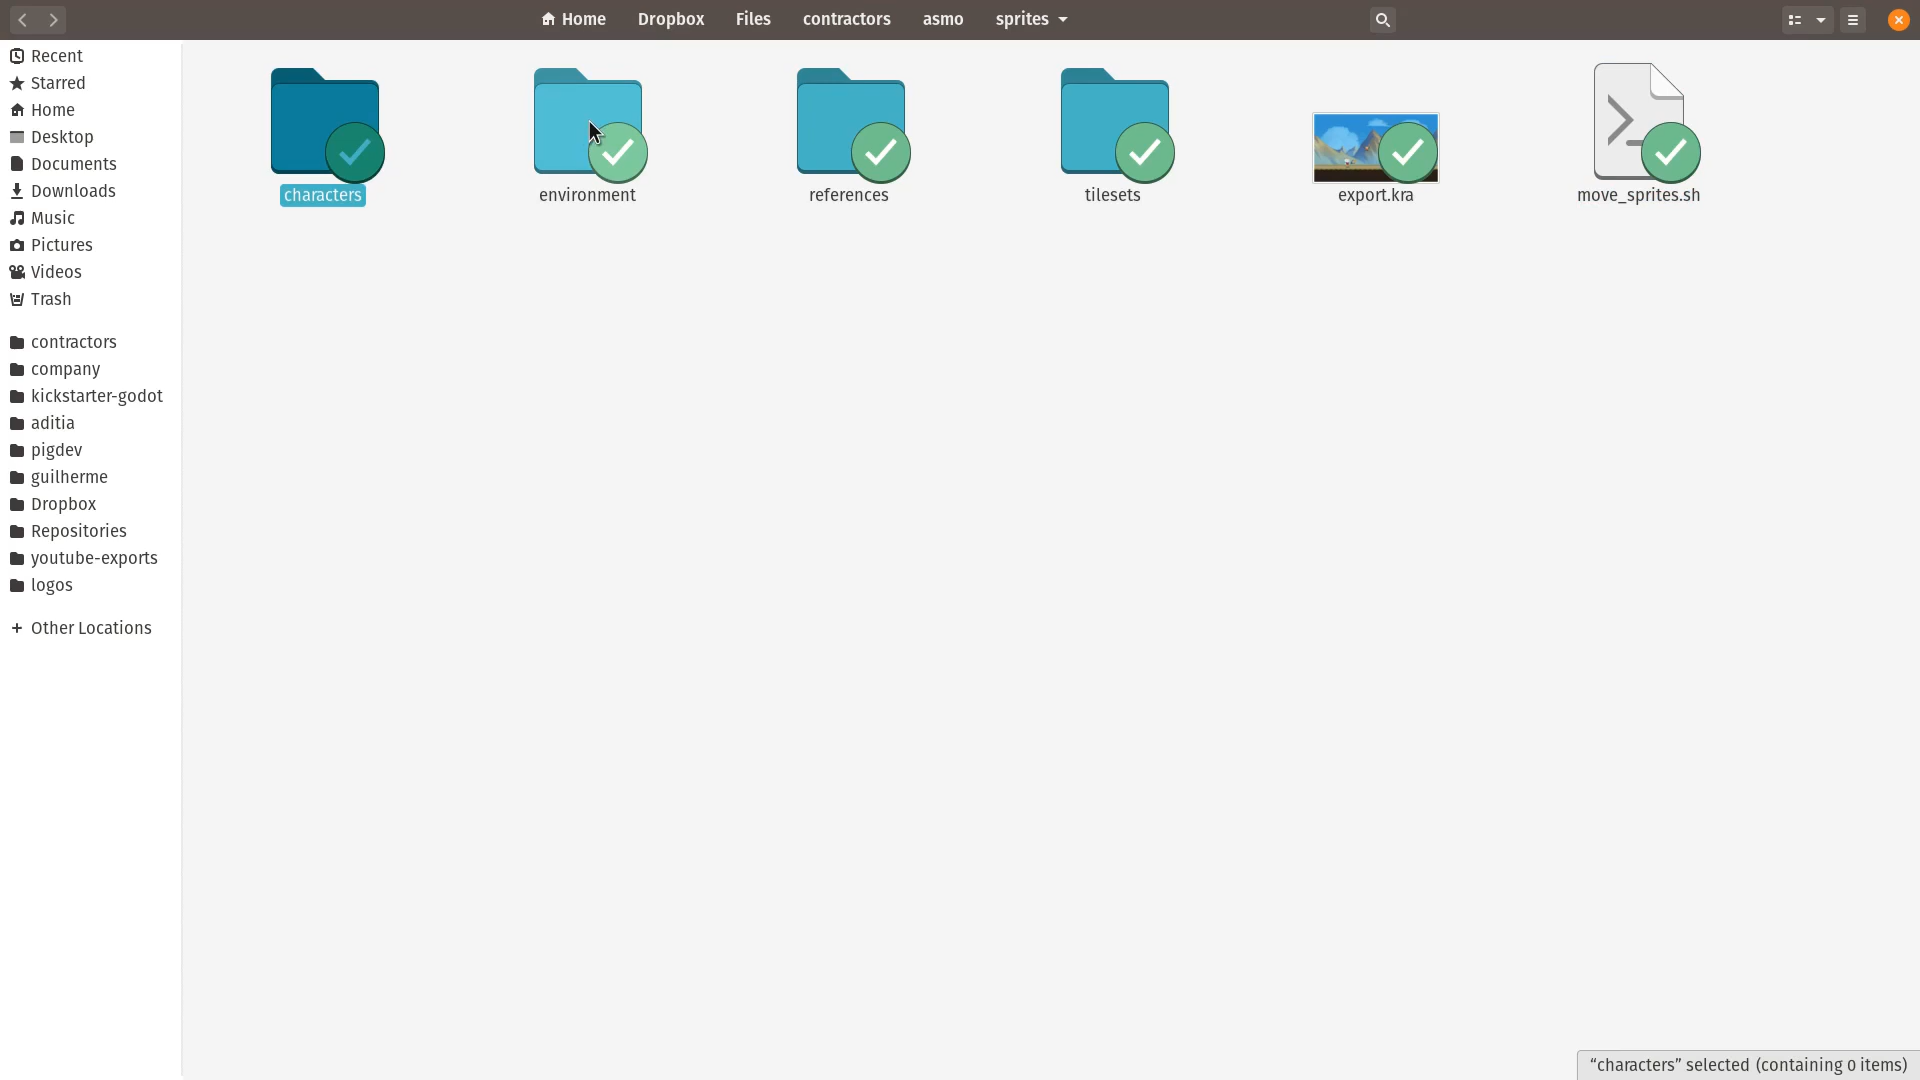 Home Dropbox Files contractors asmo sprites
Recent
Starred
Home
Desktop
Documents
Downloads
Music
Pictures
Videos
Trash
contractors
company
kickstarter-godot
aditia
pigdev
guilherme
Dropbox
Repositories
youtube-exports
logos
Other Locations
characters environment references tilesets export.kra move_sprites.sh
“characters” selected (containing 0 items)